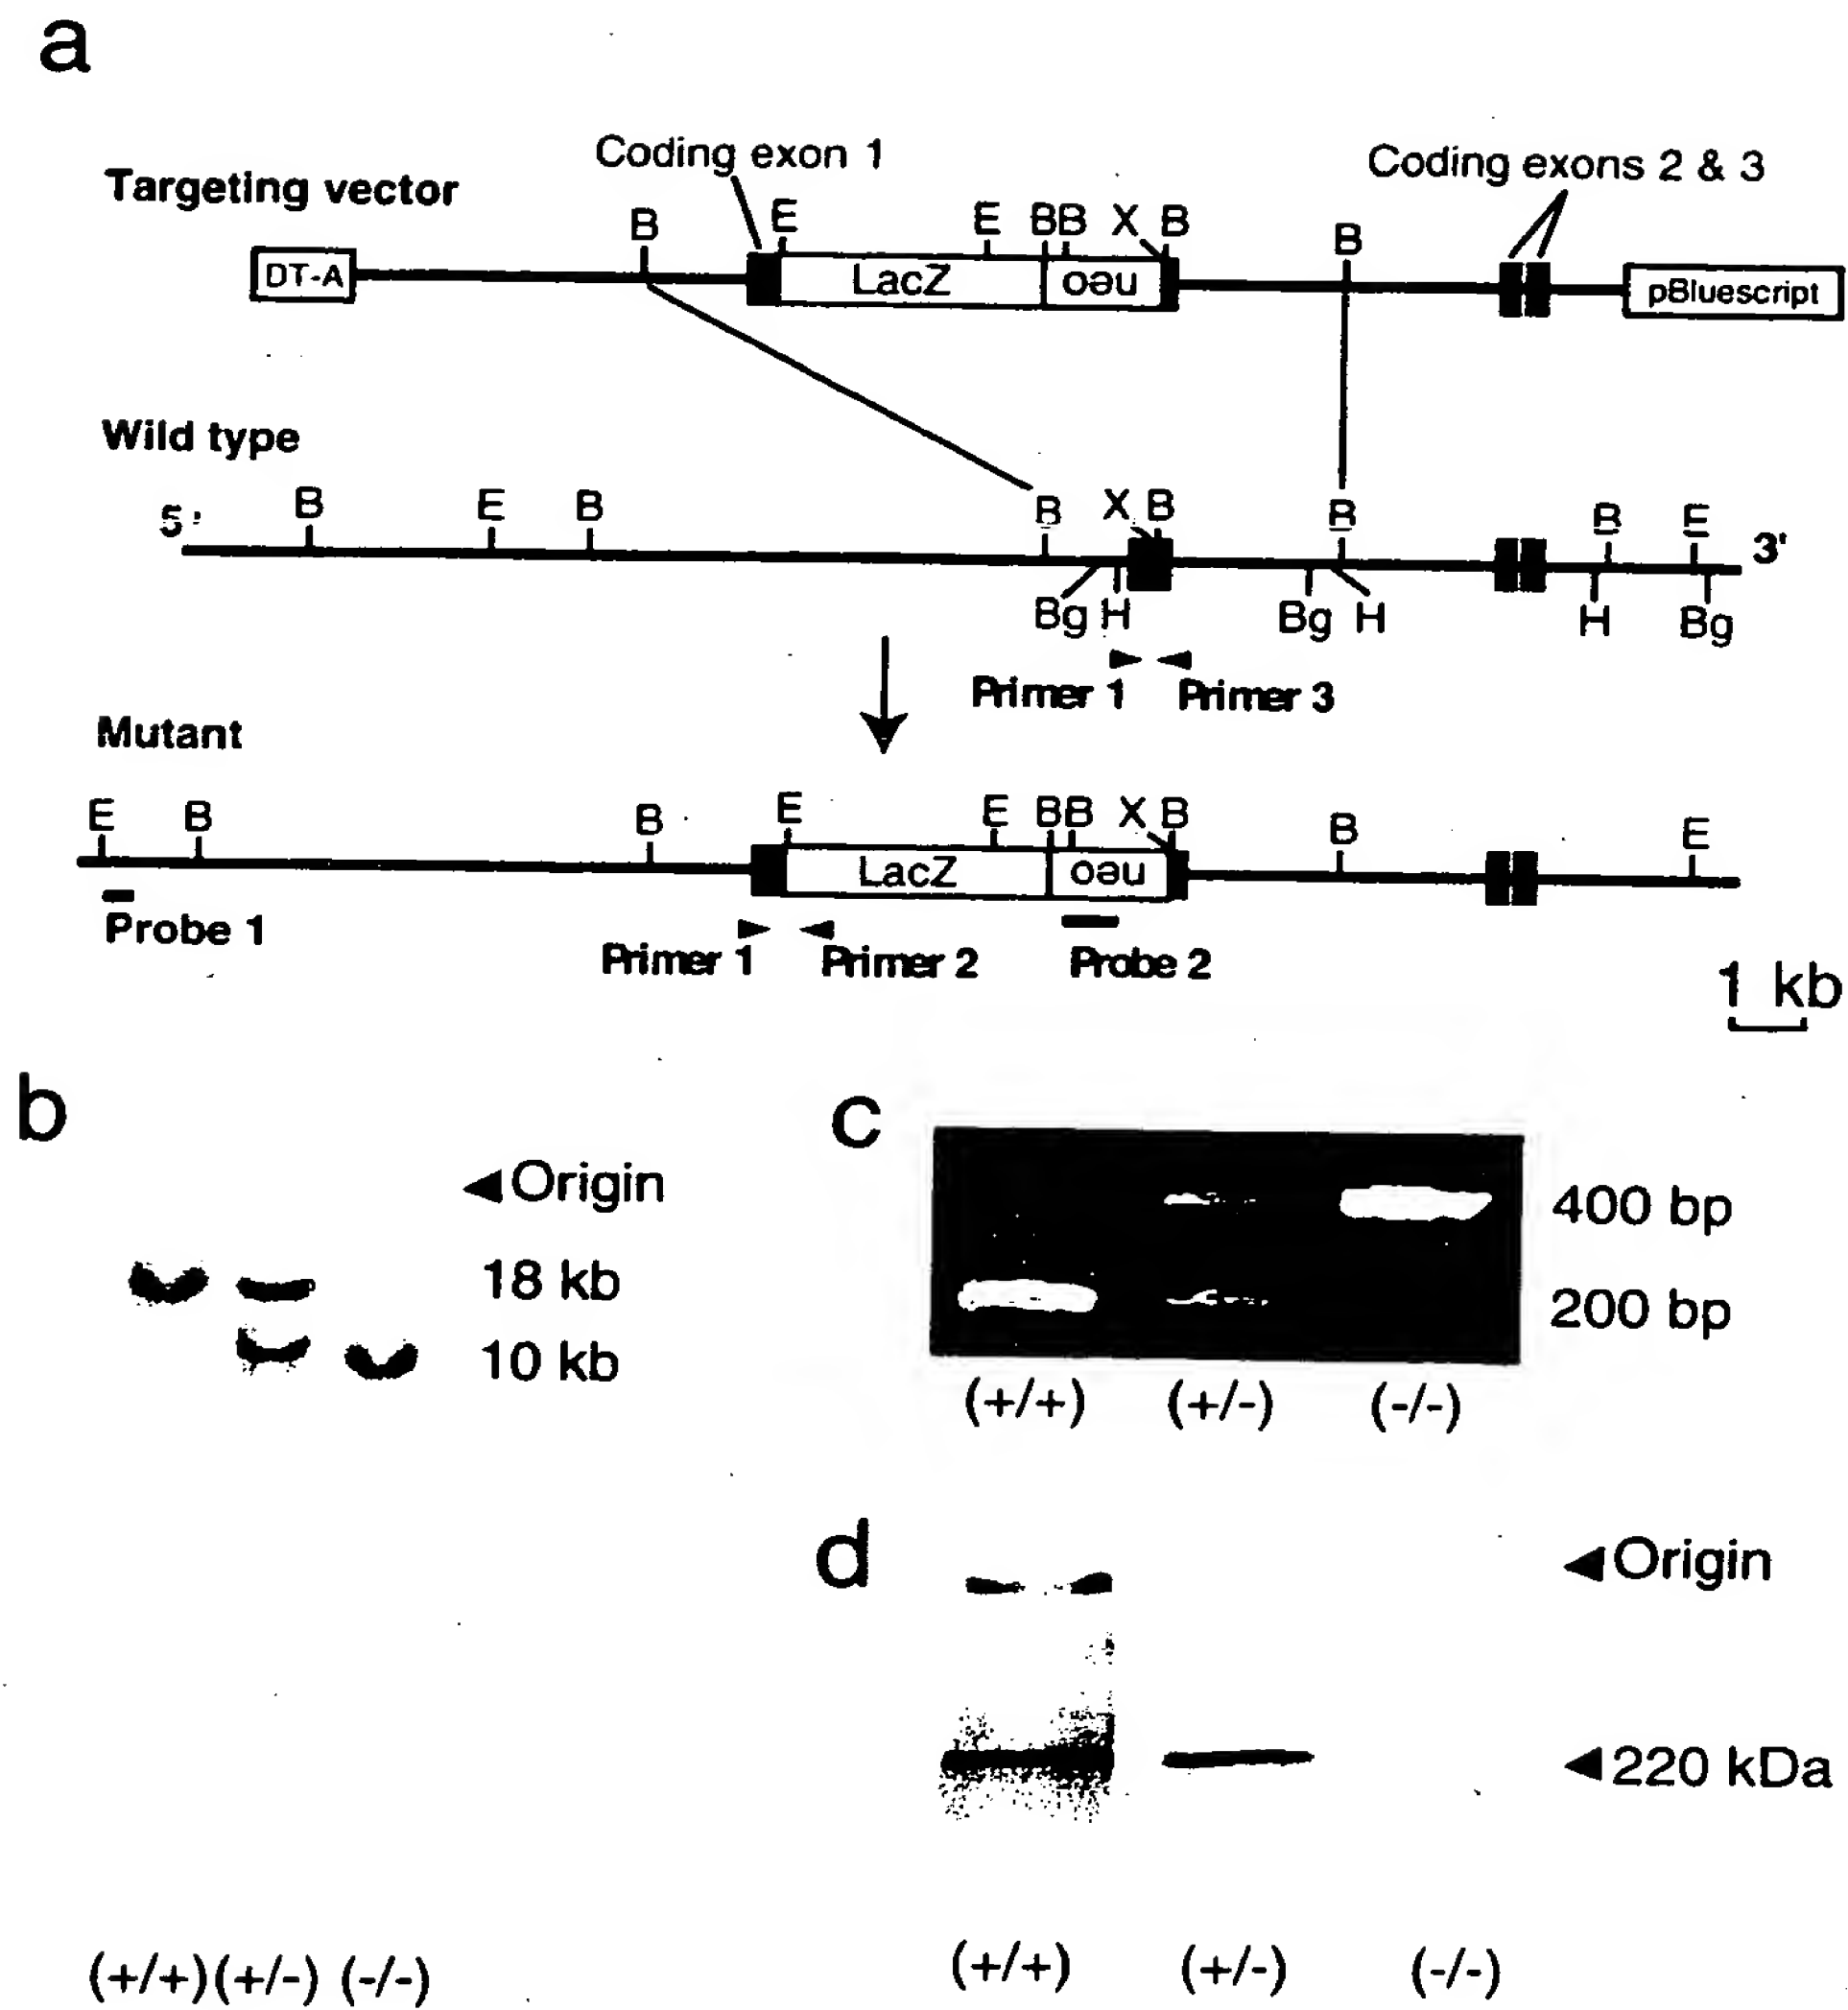 a
Coding exon 1
Coding exons 2 & 3
Targeting vector
B E E BB X B B
DT-A LacZ neo pBluescript
Wild type
5' B E B B X B B B E 3'
Bg H Bg H H Bg
Primer 1 Primer 3
Mutant
E B B E E BB X B B E
LacZ neo
Probe 1 Primer 1 Primer 2 Probe 2
1 kb
b
Origin
18 kb
10 kb
(+/+) (+/-) (-/-)
c
400 bp
200 bp
(+/+) (+/-) (-/-)
d
Origin
220 kDa
(+/+) (+/-) (-/-)